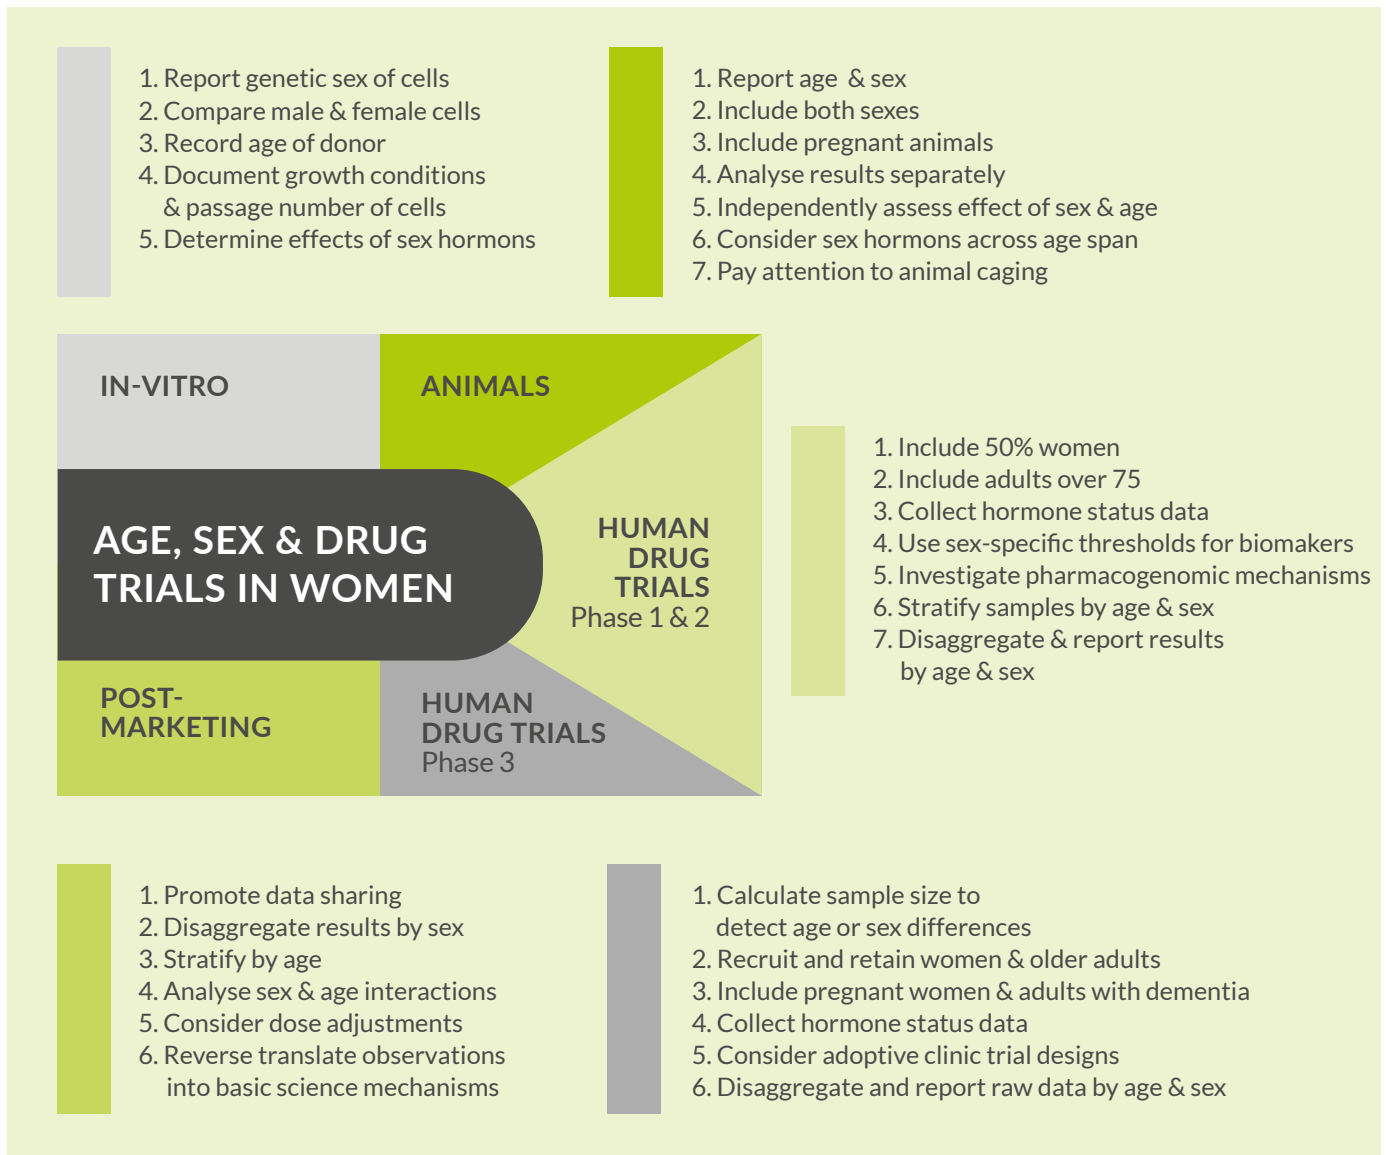 1. Report genetic sex of cells
2. Compare male & female cells
3. Record age of donor
4. Document growth conditions
& passage number of cells
5. Determine effects of sex hormons
1. Report age & sex
2. Include both sexes
3. Include pregnant animals
4. Analyse results separately
5. Independently assess effect of sex & age
6. Consider sex hormons across age span
7. Pay attention to animal caging
IN-VITRO
ANIMALS
AGE, SEX & DRUG
TRIALS IN WOMEN
HUMAN
DRUG
TRIALS
Phase 1 & 2
1. Include 50% women
2. Include adults over 75
3. Collect hormone status data
4. Use sex-specific thresholds for biomakers
5. Investigate pharmacogenomic mechanisms
6. Stratify samples by age & sex
7. Disaggregate & report results
by age & sex
POST-
MARKETING
HUMAN
DRUG TRIALS
Phase 3
1. Promote data sharing
2. Disaggregate results by sex
3. Stratify by age
4. Analyse sex & age interactions
5. Consider dose adjustments
6. Reverse translate observations
into basic science mechanisms
1. Calculate sample size to
detect age or sex differences
2. Recruit and retain women & older adults
3. Include pregnant women & adults with dementia
4. Collect hormone status data
5. Consider adoptive clinic trial designs
6. Disaggregate and report raw data by age & sex